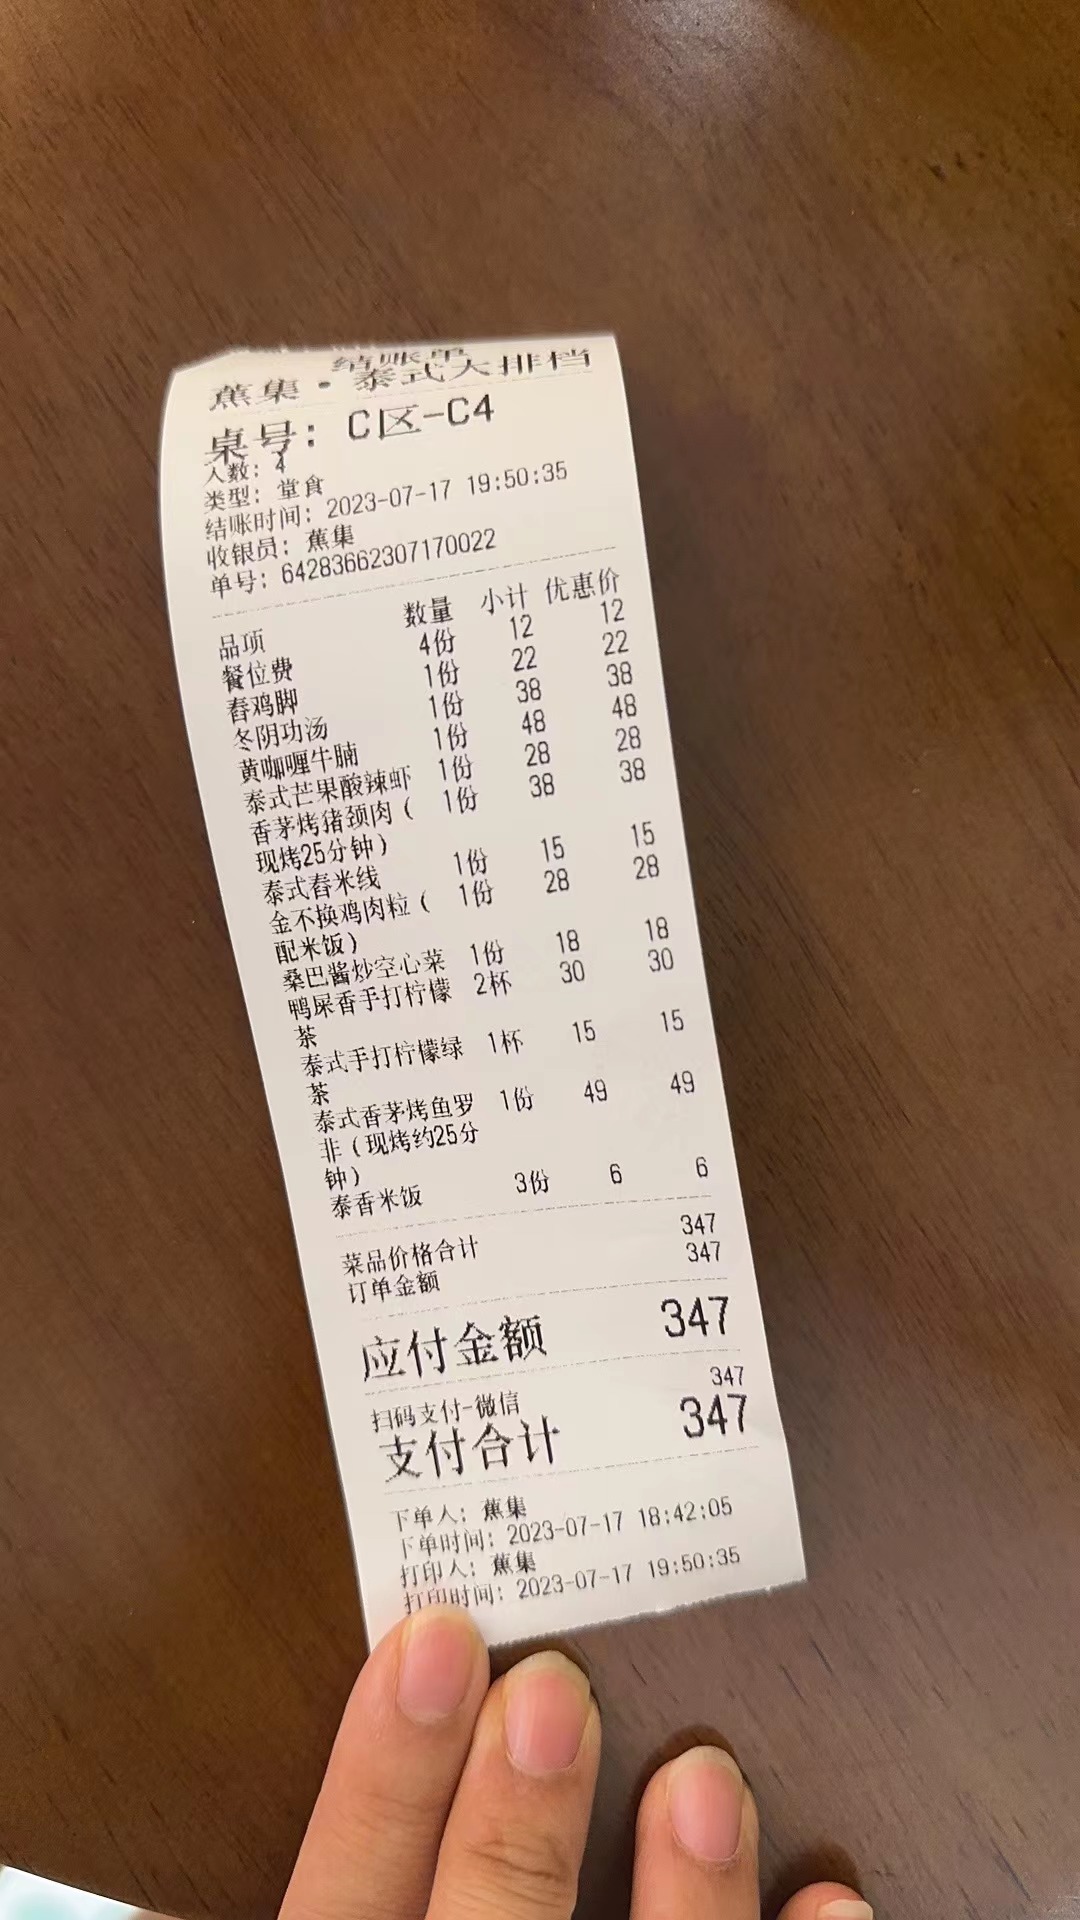 结账单
蕉集·泰式大排档
桌号：C区-C4
人数：4
类型：堂食
结账时间：2023-07-17 19:50:35
收银员：蕉集
单号：64283662307170022
品项 数量 小计 优惠价
餐位费 4份 12 12
舂鸡脚 1份 22 22
冬阴功汤 1份 38 38
黄咖喱牛腩 1份 48 48
泰式芒果酸辣虾 1份 28 28
香茅烤猪颈肉（ 1份 38 38
现烤25分钟）
泰式舂米线 1份 15 15
金不换鸡肉粒（ 1份 28 28
配米饭）
桑巴酱炒空心菜 1份 18 18
鸭屎香手打柠檬 2杯 30 30
茶
泰式手打柠檬绿 1杯 15 15
茶
泰式香茅烤鱼罗 1份 49 49
非（现烤约25分
钟）
泰香米饭 3份 6 6
菜品价格合计 347
订单金额 347
应付金额 347
扫码支付-微信 347
支付合计 347
下单人：蕉集
下单时间：2023-07-17 18:42:05
打印人：蕉集
打印时间：2023-07-17 19:50:35